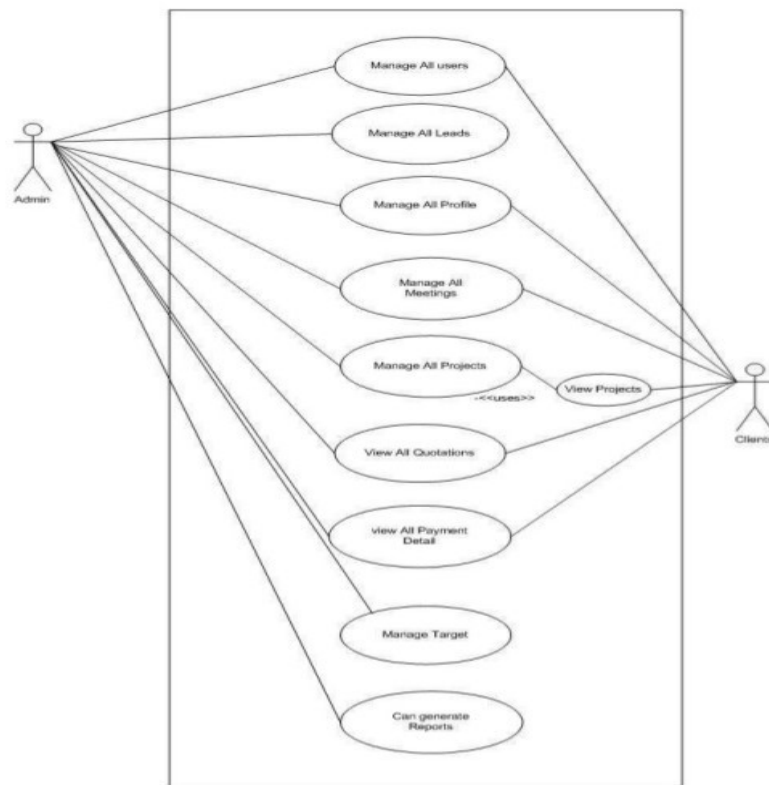 Manage All users
Manage All Leads
Admin
Manage All Profile
Manage All
Meetings
Manage All Projects
View Projects
-<<uses>>
Clients
View All Quotations
view All Payment
Detail
Manage Target
Can generate
Reports